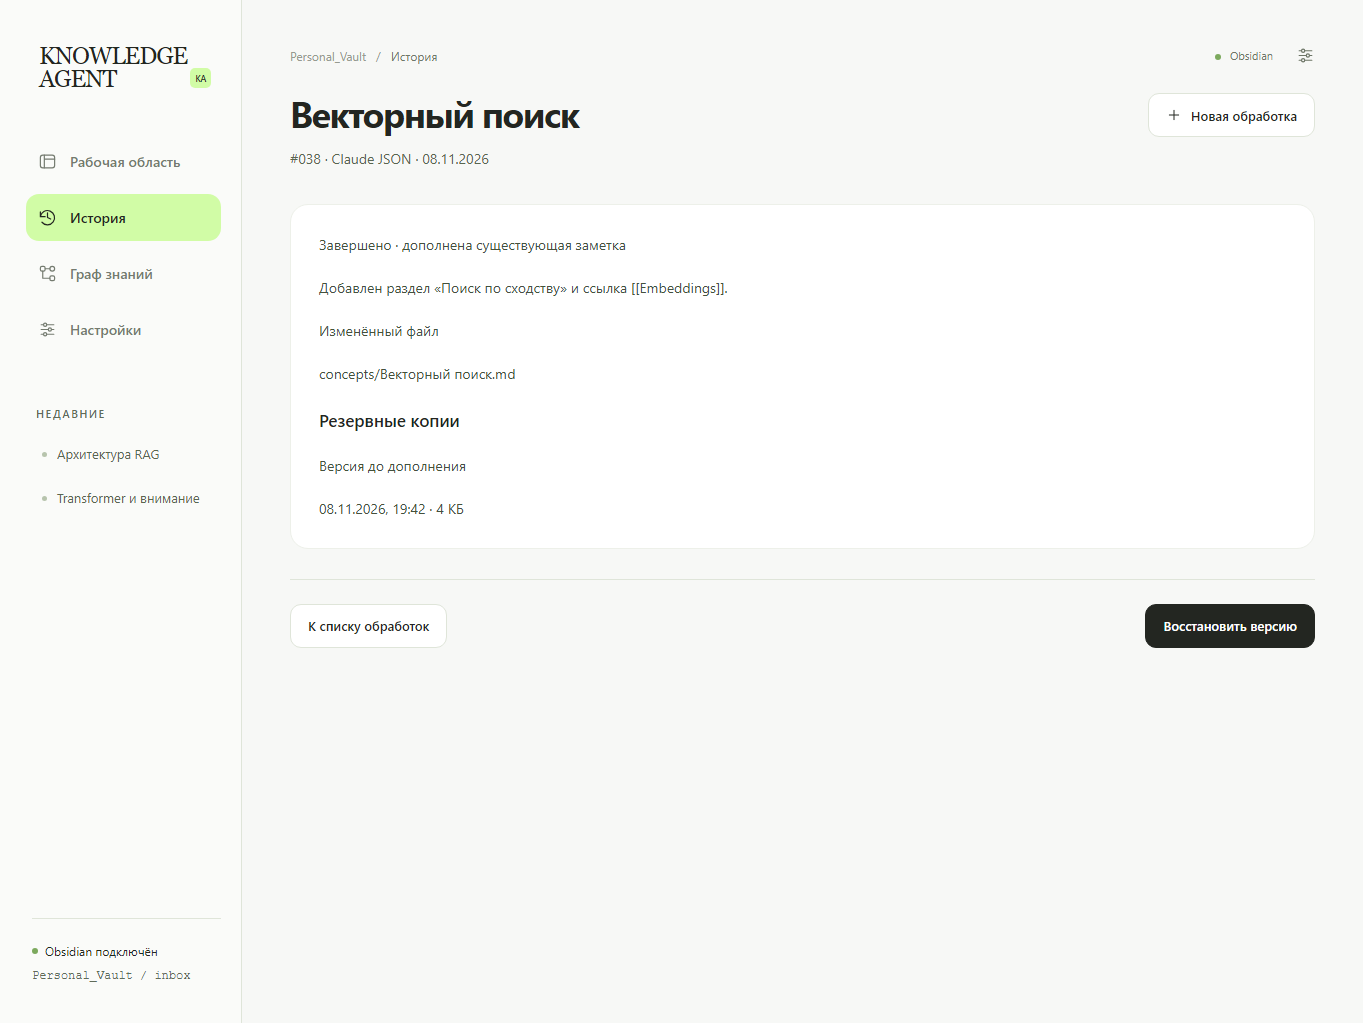 KNOWLEDGE
AGENT
KA
Рабочая область
История
Граф знаний
Настройки
НЕДАВНИЕ
Архитектура RAG
Transformer и внимание
Obsidian подключён
Personal_Vault / inbox
Personal_Vault / История
Obsidian
Векторный поиск
Новая обработка
#038 · Claude JSON · 08.11.2026
Завершено · дополнена существующая заметка
Добавлен раздел «Поиск по сходству» и ссылка [[Embeddings]].
Изменённый файл
concepts/Векторный поиск.md
Резервные копии
Версия до дополнения
08.11.2026, 19:42 · 4 КБ
К списку обработок
Восстановить версию